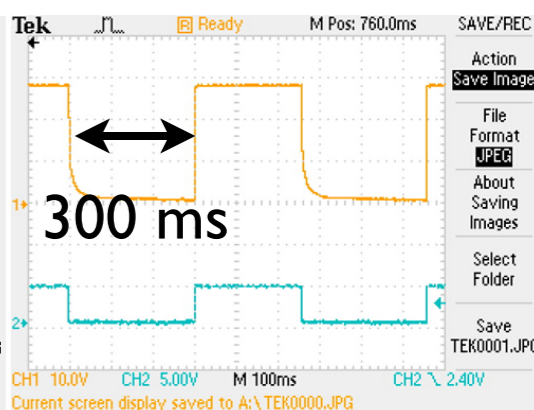 Tek
R Ready
M Pos: 760.0ms
SAVE/REC
Action
Save Image
File
Format
JPEG
About
Saving
Images
Select
Folder
Save
TEK0001.JPG
1
300 ms
2
CH1 10.0V
CH2 5.00V
M 100ms
CH2 2.40V
Current screen display saved to A:\TEK0000.JPG